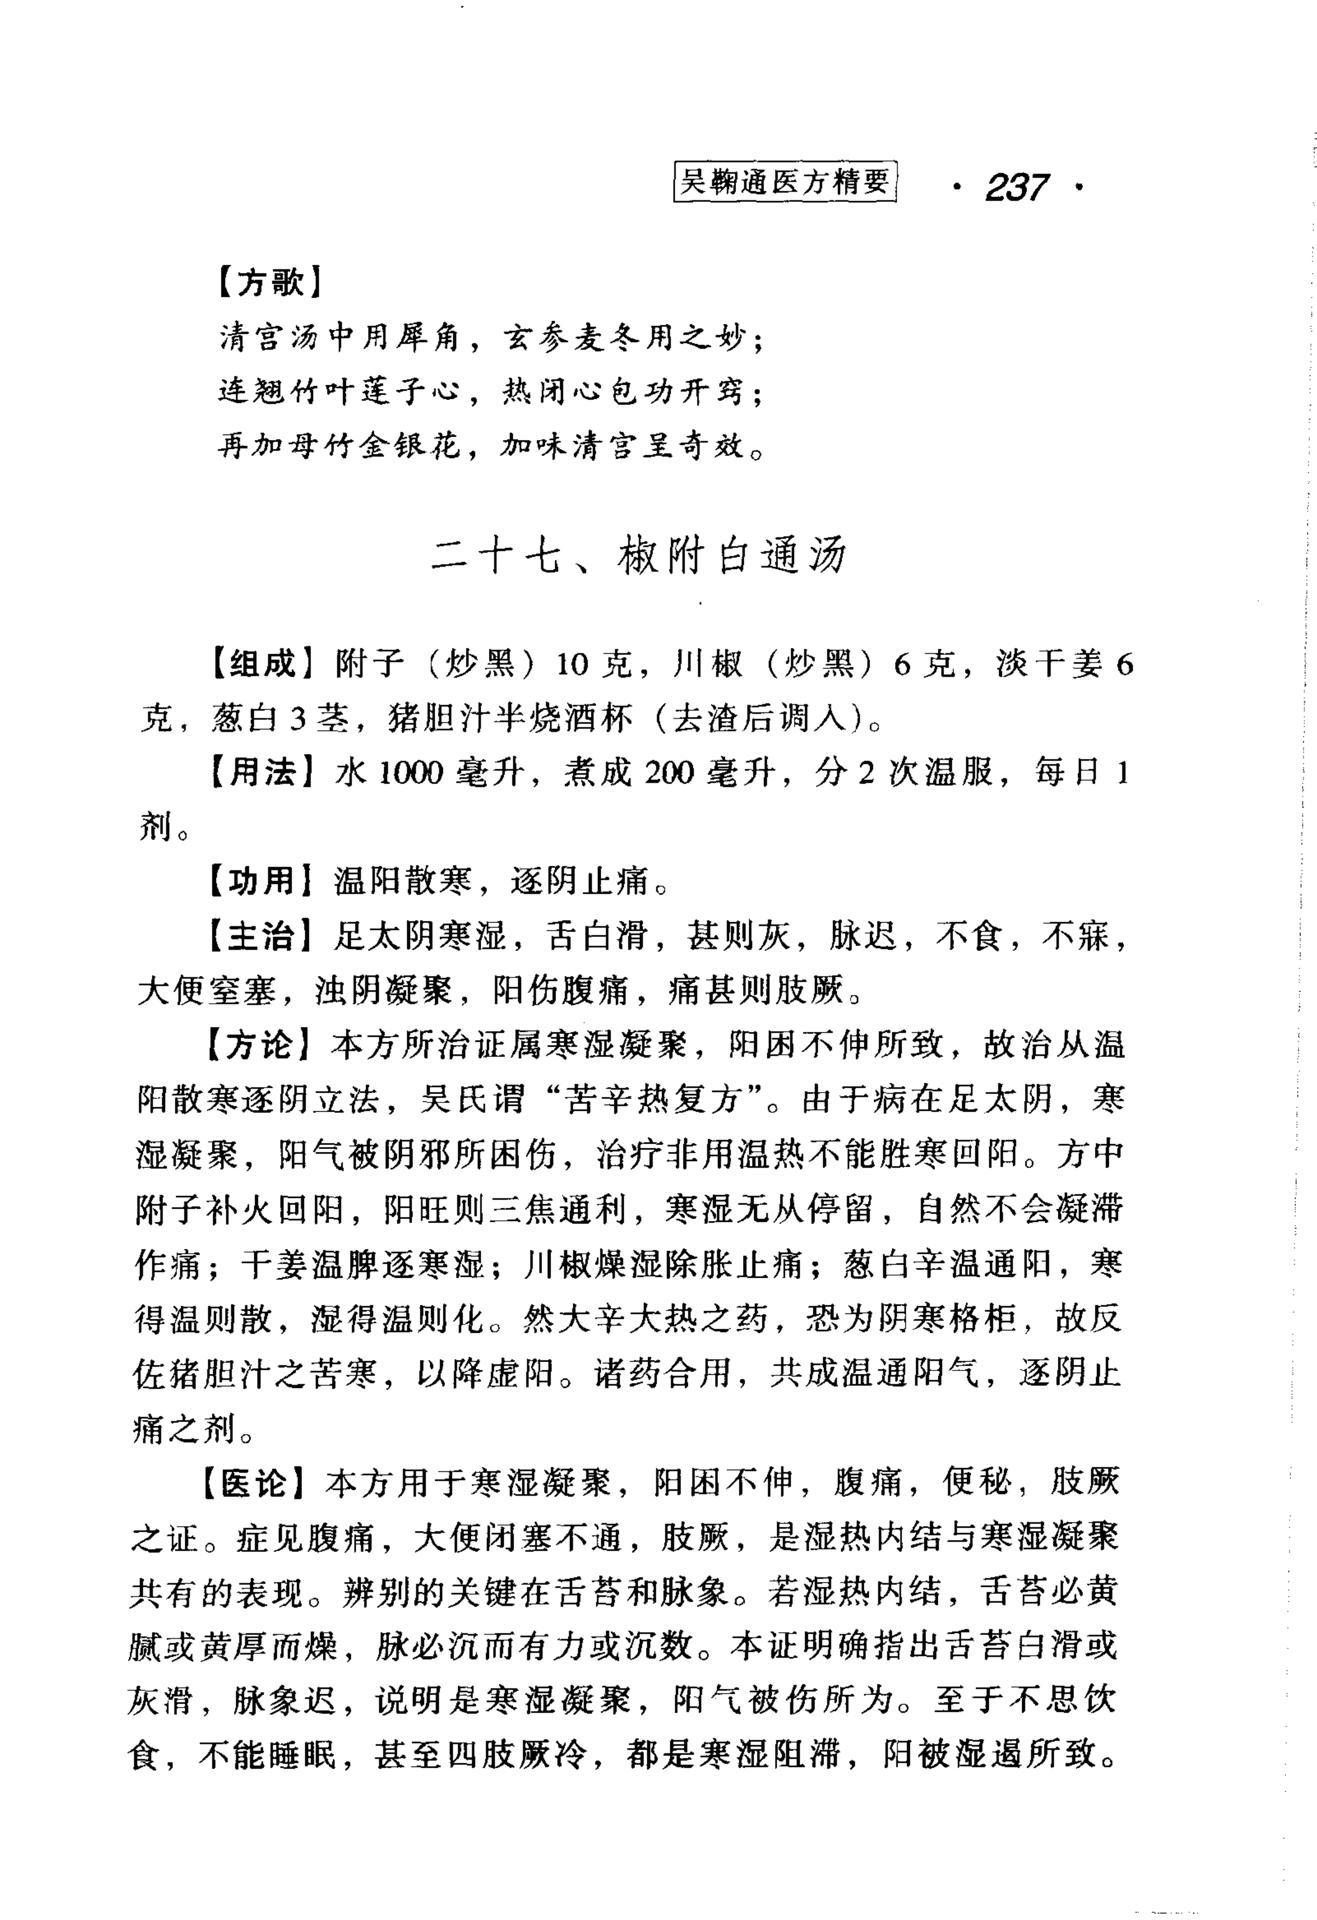 吴鞠通医方精要 · 237 ·
【方歌】
清宫汤中用犀角，玄参麦冬用之妙；
连翘竹叶莲子心，热闭心包功开窍；
再加母竹金银花，加味清宫呈奇效。
二十七、椒附白通汤
【组成】附子（炒黑）10 克，川椒（炒黑）6 克，淡干姜 6
克，葱白 3 茎，猪胆汁半烧酒杯（去渣后调入）。
【用法】水 1000 毫升，煮成 200 毫升，分 2 次温服，每日 1
剂。
【功用】温阳散寒，逐阴止痛。
【主治】足太阴寒湿，舌白滑，甚则灰，脉迟，不食，不寐，
大便窒塞，浊阴凝聚，阳伤腹痛，痛甚则肢厥。
【方论】本方所治证属寒湿凝聚，阳困不伸所致，故治从温
阳散寒逐阴立法，吴氏谓“苦辛热复方”。由于病在足太阴，寒
湿凝聚，阳气被阴邪所困伤，治疗非用温热不能胜寒回阳。方中
附子补火回阳，阳旺则三焦通利，寒湿无从停留，自然不会凝滞
作痛；干姜温脾逐寒湿；川椒燥湿除胀止痛；葱白辛温通阳，寒
得温则散，湿得温则化。然大辛大热之药，恐为阴寒格柜，故反
佐猪胆汁之苦寒，以降虚阳。诸药合用，共成温通阳气，逐阴止
痛之剂。
【医论】本方用于寒湿凝聚，阳困不伸，腹痛，便秘，肢厥
之证。症见腹痛，大便闭塞不通，肢厥，是湿热内结与寒湿凝聚
共有的表现。辨别的关键在舌苔和脉象。若湿热内结，舌苔必黄
腻或黄厚而燥，脉必沉而有力或沉数。本证明确指出舌苔白滑或
灰滑，脉象迟，说明是寒湿凝聚，阳气被伤所为。至于不思饮
食，不能睡眠，甚至四肢厥冷，都是寒湿阻滞，阳被湿遏所致。